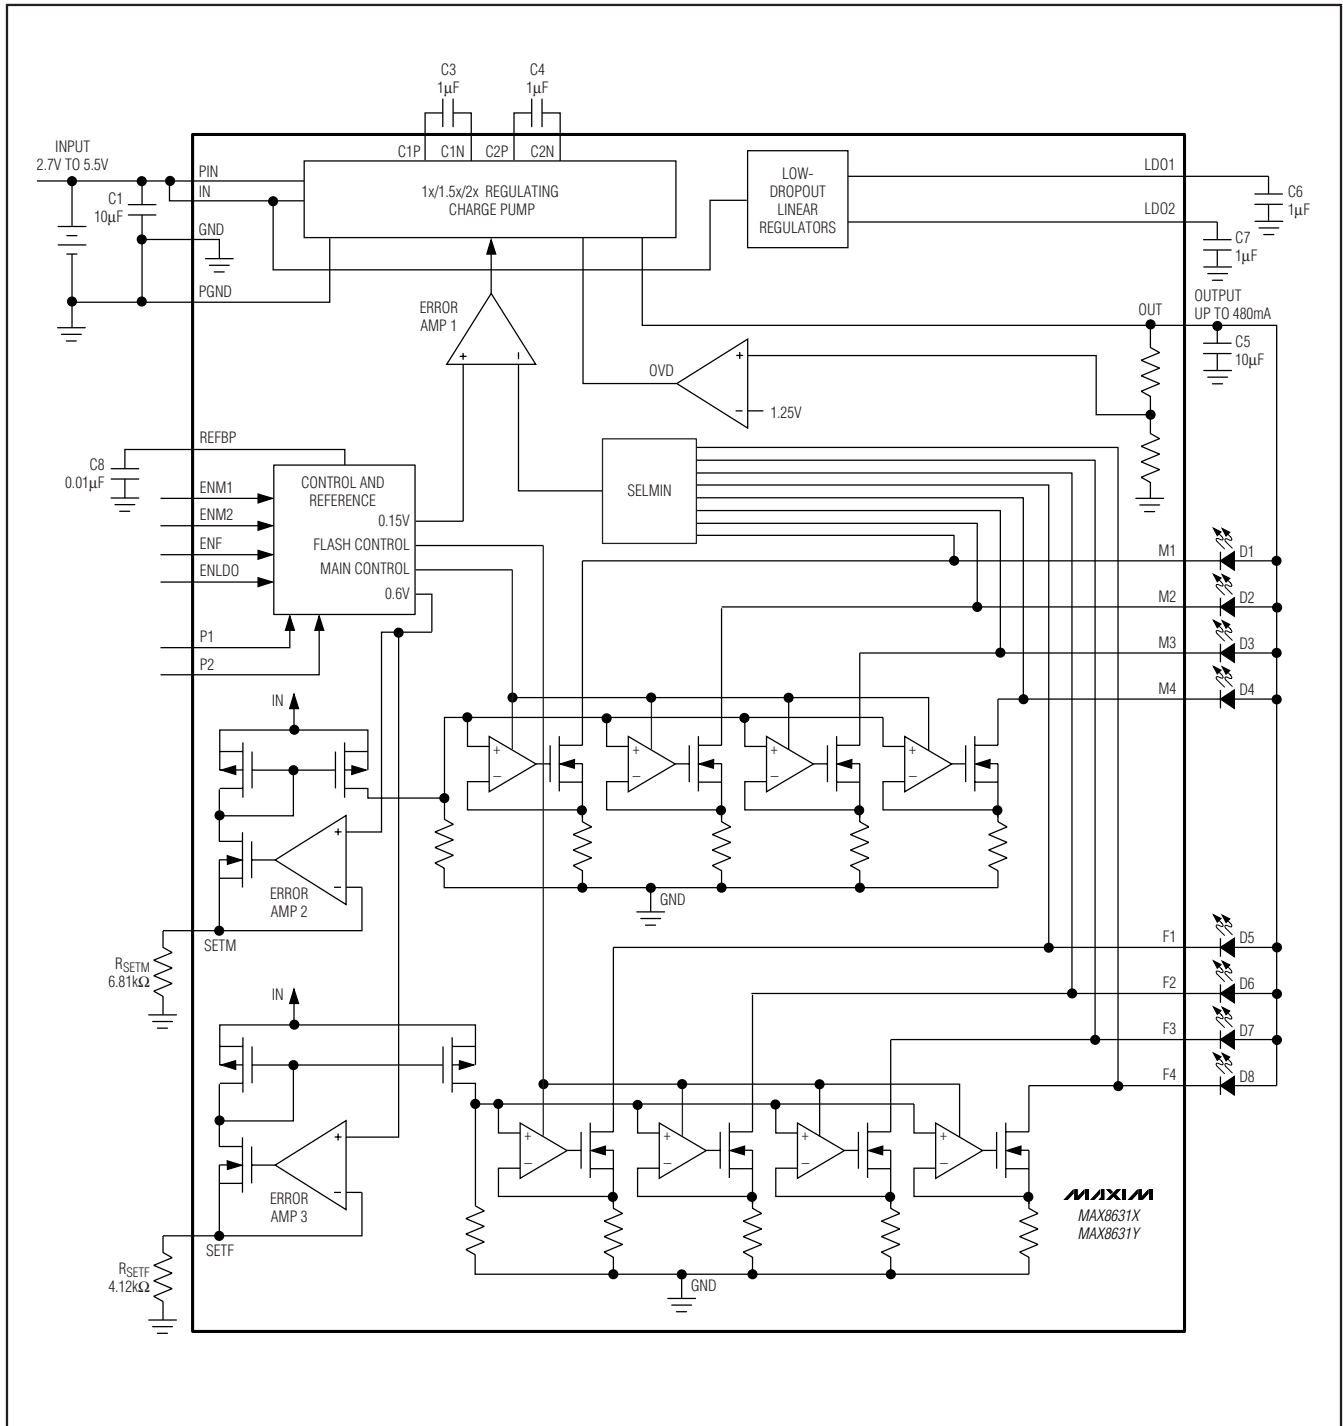 C3
1µF
C4
1µF
INPUT
2.7V TO 5.5V
C1P
C1N
C2P
C2N
PIN
IN
C1
10µF
GND
PGND
1x/1.5x/2x REGULATING
CHARGE PUMP
LOW-
DROPOUT
LINEAR
REGULATORS
LDO1
LDO2
C6
1µF
C7
1µF
ERROR
AMP 1
+
–
OUT
OUTPUT
UP TO 480mA
C5
10µF
OVD
+
–
1.25V
REFBP
C8
0.01µF
CONTROL AND
REFERENCE
0.15V
FLASH CONTROL
MAIN CONTROL
0.6V
ENM1
ENM2
ENF
ENLDO
P1
P2
SELMIN
M1
D1
M2
D2
M3
D3
M4
D4
IN
+
–
+
–
+
–
+
–
+
–
ERROR
AMP 2
GND
SETM
RSETM
6.81kΩ
F1
D5
F2
D6
F3
D7
F4
D8
IN
+
–
+
–
+
–
+
–
+
–
ERROR
AMP 3
GND
SETF
RSETF
4.12kΩ
MAXIM
MAX8631X
MAX8631Y